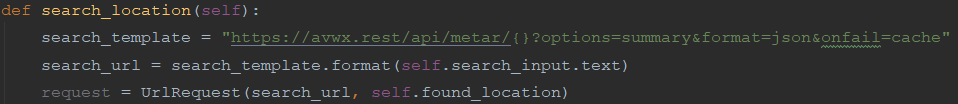 def search_location(self):
search_template = "https://avwx.rest/api/metar/{}?options=summary&format=json&onfail=cache"
search_url = search_template.format(self.search_input.text)
request = UrlRequest(search_url, self.found_location)